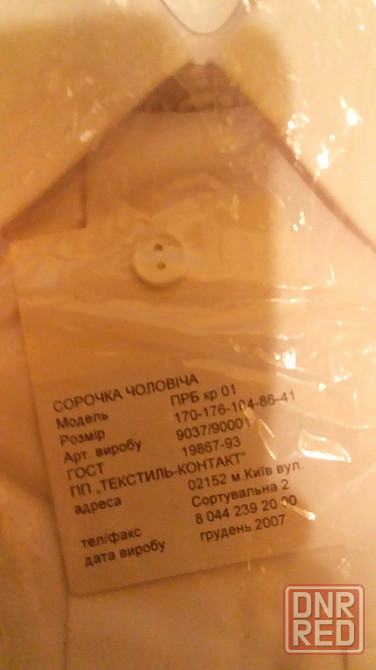 СОРОЧКА ЧОЛОВІЧА
Модель ПРБ кр 01
Розмір 170-176-104-86-41
Арт. виробу 9037/90001
ГОСТ 19867-93
ПП „ТЕКСТИЛЬ-КОНТАКТ"
адреса 02152 м.Київ вул.
Сортувальна 2
тел/факс 8 044 239 20 00
дата виробу грудень 2007
DNR
RED